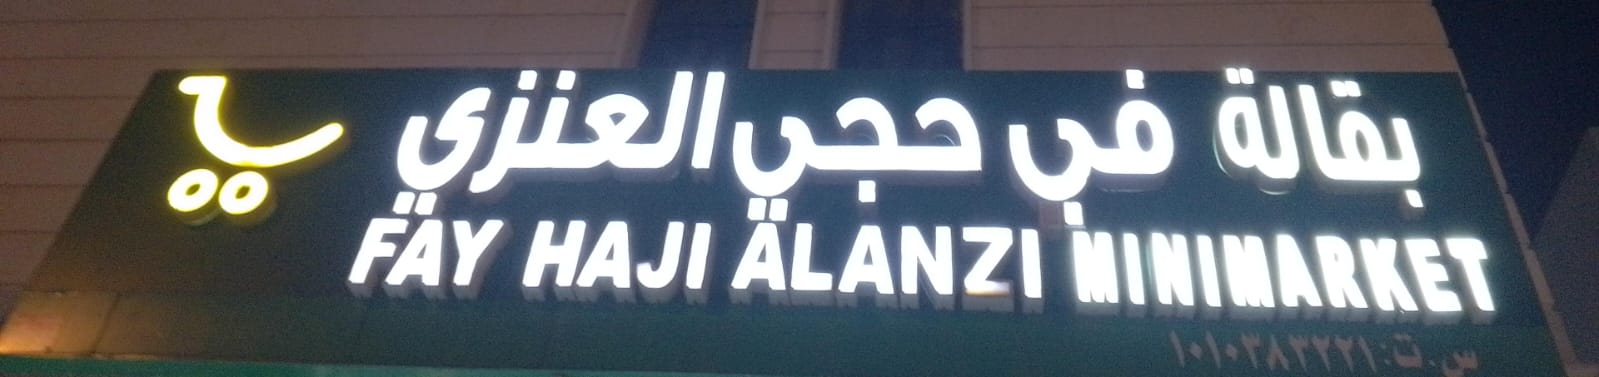 بقالة في حجي العنزي
FAY HAJI ALANZI MINIMARKET
س.ت: ١٠١٠٣٨٣٢٢١